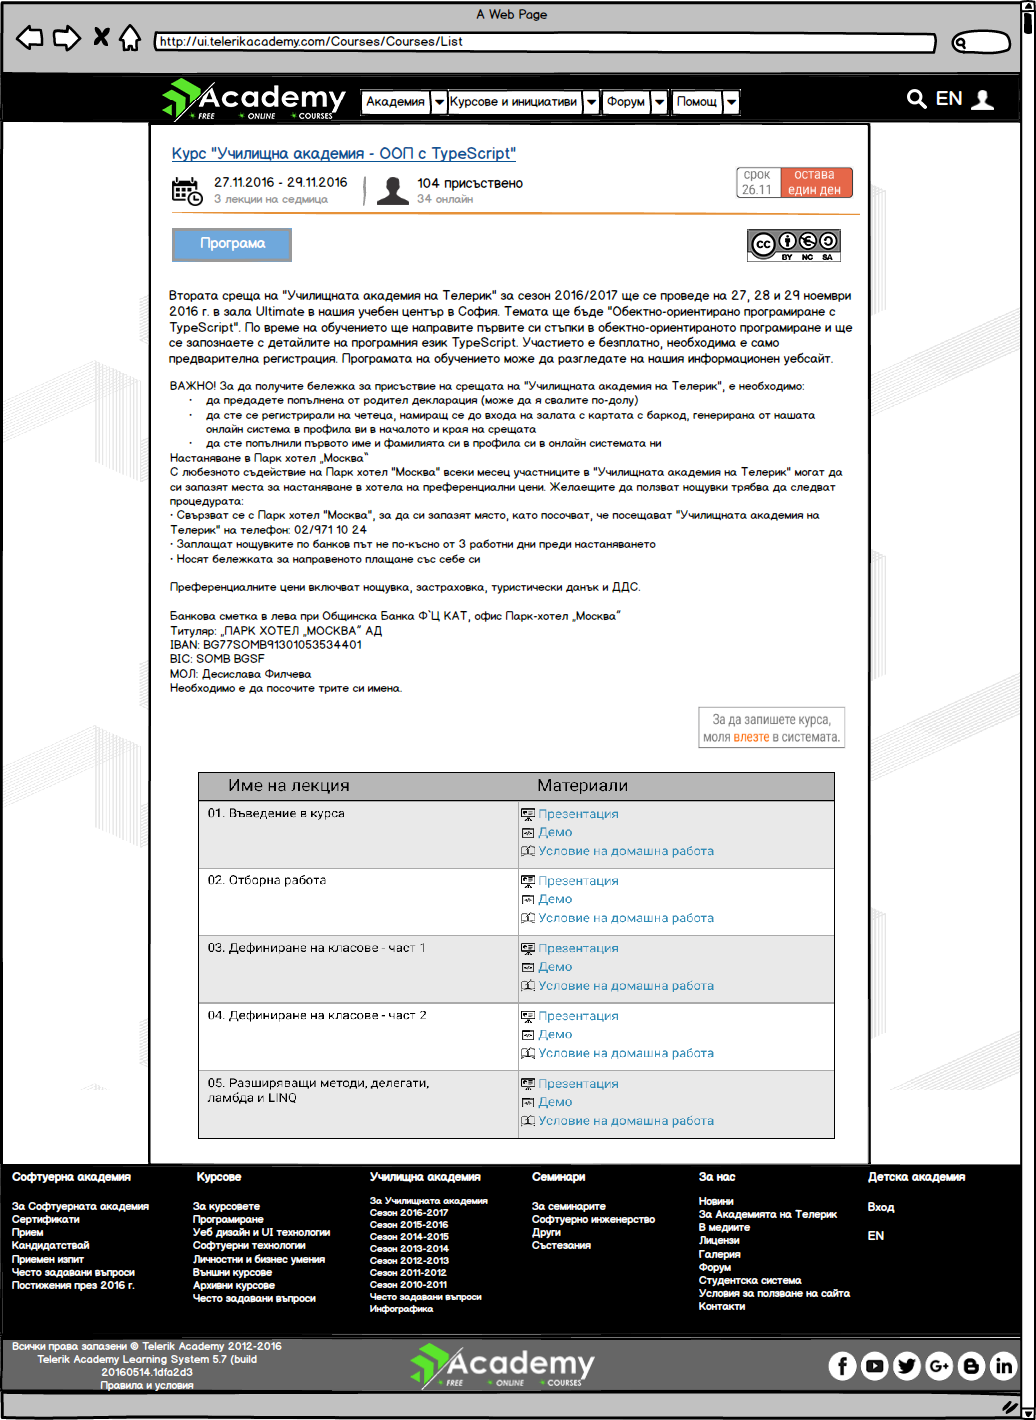 A Web Page
http://ui.telerikacademy.com/Courses/Courses/List
Academy
FREE ONLINE COURSES
Академия Курсове и инициативи Форум Помощ
EN
Курс "Училищна академия - ООП с TypeScript"
27.11.2016 - 29.11.2016
3 лекции на седмица
104 присъствено
34 онлайн
срок
26.11
остава
един ден
Програма
cc BY NC SA
Втората среща на "Училищната академия на Телерик" за сезон 2016/2017 ще се проведе на 27, 28 и 29 ноември
2016 г. в зала Ultimate в нашия учебен център в София. Темата ще бъде "Обектно-ориентирано програмиране с
TypeScript". По време на обучението ще направите първите си стъпки в обектно-ориентираното програмиране и ще
се запознаете с детайлите на програмния език TypeScript. Участието е безплатно, необходима е само
предварителна регистрация. Програмата на обучението може да разгледате на нашия информационен уебсайт.
ВАЖНО! За да получите бележка за присъствие на срещата на "Училищната академия на Телерик", е необходимо:
· да предадете попълнена от родител декларация (може да я свалите по-долу)
· да сте се регистрирали на четеца, намиращ се до входа на залата с картата с баркод, генерирана от нашата
онлайн система в профила ви в началото и края на срещата
· да сте попълнили първото име и фамилията си в профила си в онлайн системата ни
Настаняване в Парк хотел „Москва“
С любезното съдействие на Парк хотел "Москва" всеки месец участниците в "Училищната академия на Телерик" могат да
си запазят места за настаняване в хотела на преференциални цени. Желаещите да ползват нощувки трябва да следват
процедурата:
· Свързват се с Парк хотел "Москва", за да си запазят място, като посочват, че посещават "Училищната академия на
Телерик" на телефон: 02/971 10 24
· Заплащат нощувките по банков път не по-късно от 3 работни дни преди настаняването
· Носят бележката за направеното плащане със себе си
Преференциалните цени включват нощувка, застраховка, туристически данък и ДДС.
Банкова сметка в лева при Общинска Банка Ф`Ц КАТ, офис Парк-хотел „Москва“
Титуляр: „ПАРК ХОТЕЛ „МОСКВА“ АД
IBAN: BG77SOMB91301053534401
BIC: SOMB BGSF
МОЛ: Десислава Филчева
Необходимо е да посочите трите си имена.
За да запишете курса,
моля влезте в системата.
Име на лекция Материали
01. Въведение в курса
Презентация
Демо
Условие на домашна работа
02. Отборна работа
Презентация
Демо
Условие на домашна работа
03. Дефиниране на класове - част 1
Презентация
Демо
Условие на домашна работа
04. Дефиниране на класове - част 2
Презентация
Демо
Условие на домашна работа
05. Разширяващи методи, делегати,
ламбда и LINQ
Презентация
Демо
Условие на домашна работа
Софтуерна академия
За Софтуерната академия
Сертификати
Прием
Кандидатствай
Приемен изпит
Често задавани въпроси
Постижения през 2016 г.
Курсове
За курсовете
Програмиране
Уеб дизайн и UI технологии
Софтуерни технологии
Личностни и бизнес умения
Външни курсове
Архивни курсове
Често задавани въпроси
Училищна академия
За Училищната академия
Сезон 2016-2017
Сезон 2015-2016
Сезон 2014-2015
Сезон 2013-2014
Сезон 2012-2013
Сезон 2011-2012
Сезон 2010-2011
Често задавани въпроси
Инфографика
Семинари
За семинарите
Софтуерно инженерство
Други
Състезания
За нас
Новини
За Академията на Телерик
В медиите
Лицензи
Галерия
Форум
Студентска система
Условия за ползване на сайта
Контакти
Детска академия
Вход
EN
Всички права запазени © Telerik Academy 2012-2016
Telerik Academy Learning System 5.7 (build
20160514.1dfa2d3
Правила и условия
Academy
FREE ONLINE COURSES